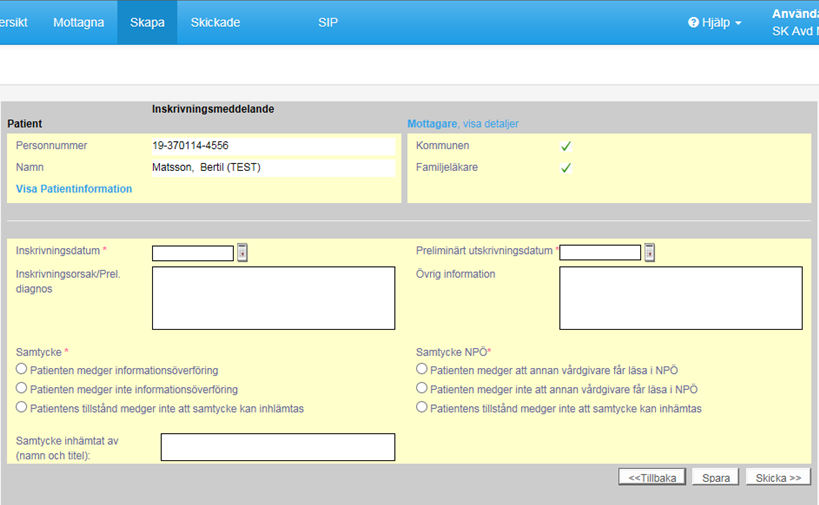 ersikt Mottagna Skapa Skickade SIP Hjälp Använda
SK Avd
Inskrivningsmeddelande
Patient
Mottagare, visa detaljer
Personnummer 19-370114-4556
Kommunen
Namn Matsson, Bertil (TEST)
Familjeläkare
Visa Patientinformation
Inskrivningsdatum *
Preliminärt utskrivningsdatum *
Inskrivningsorsak/Prel.
diagnos
Övrig information
Samtycke *
Patienten medger informationsöverföring
Patienten medger inte informationsöverföring
Patientens tillstånd medger inte att samtycke kan inhlämtas
Samtycke NPÖ*
Patienten medger att annan vårdgivare får läsa i NPÖ
Patienten medger inte att annan vårdgivare får läsa i NPÖ
Patientens tillstånd medger inte att samtycke kan inhämtas
Samtycke inhämtat av
(namn och titel):
<<Tillbaka Spara Skicka >>